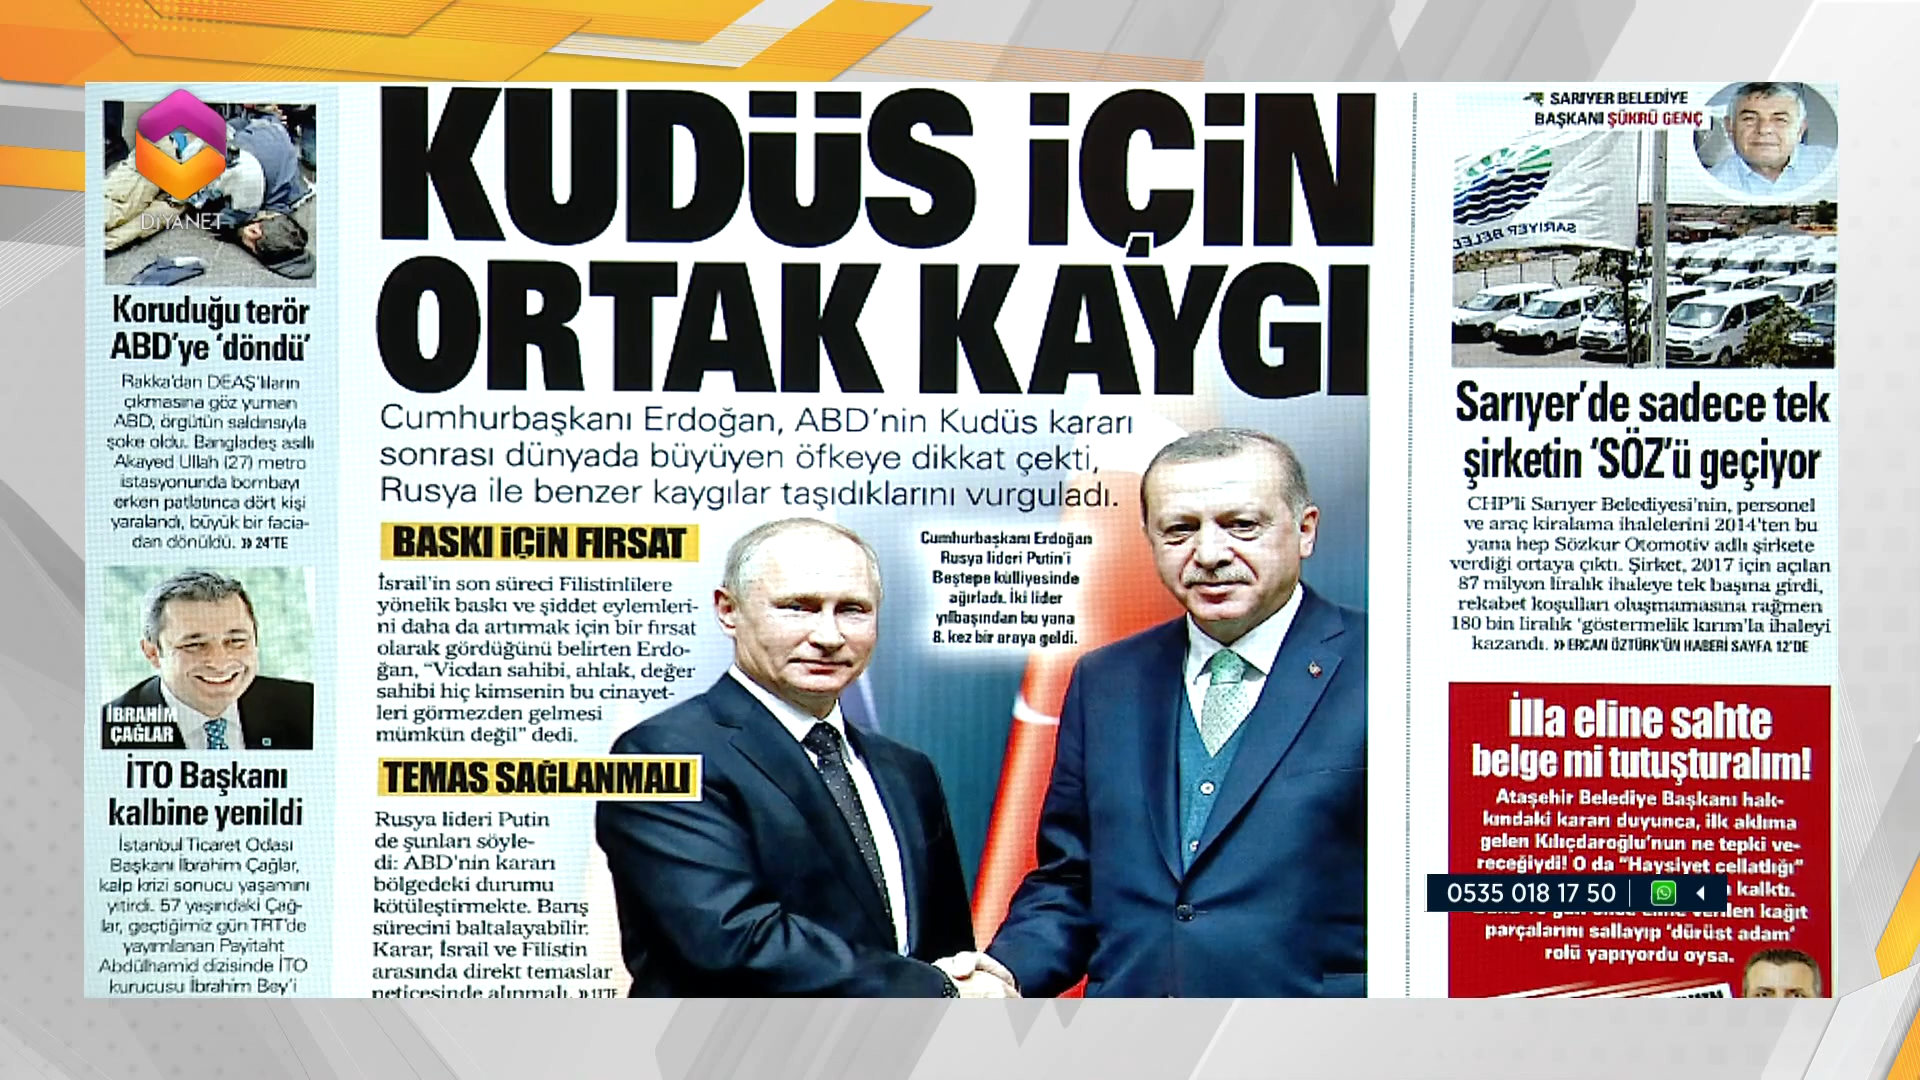 DİYANET
Koruduğu terör
ABD'ye 'döndü'
Rakka'dan DEAŞ'lıların
çıkmasına göz yuman
ABD, örgütün saldırısıyla
şoke oldu. Bangladeş asıllı
Akayed Ullah (27) metro
istasyonunda bombayı
erken patlatınca dört kişi
yaralandı, büyük bir facia-
dan dönüldü. » 24'TE
İBRAHİM
ÇAĞLAR
İTO Başkanı
kalbine yenildi
İstanbul Ticaret Odası
Başkanı İbrahim Çağlar,
kalp krizi sonucu yaşamını
yitirdi. 57 yaşındaki Çağ-
lar, geçtiğimiz gün TRT'de
yayımlanan Payitaht
Abdülhamid dizisinde İTO
kurucusu İbrahim Bey'i
KUDÜS İÇİN
ORTAK KAYGI
Cumhurbaşkanı Erdoğan, ABD'nin Kudüs kararı
sonrası dünyada büyüyen öfkeye dikkat çekti,
Rusya ile benzer kaygılar taşıdıklarını vurguladı.
BASKI İÇİN FIRSAT
İsrail'in son süreci Filistinlilere
yönelik baskı ve şiddet eylemleri-
ni daha da artırmak için bir fırsat
olarak gördüğünü belirten Erdo-
ğan, "Vicdan sahibi, ahlak, değer
sahibi hiç kimsenin bu cinayet-
leri görmezden gelmesi
mümkün değil" dedi.
TEMAS SAĞLANMALI
Rusya lideri Putin
de şunları söyle-
di: ABD'nin kararı
bölgedeki durumu
kötüleştirmekte. Barış
sürecini baltalayabilir.
Karar, İsrail ve Filistin
arasında direkt temaslar
neticesinde alınmalı. » 11'TE
Cumhurbaşkanı Erdoğan
Rusya lideri Putin'i
Beştepe külliyesinde
ağırladı. İki lider
yılbaşından bu yana
8. kez bir araya geldi.
SARIYER BELEDİYE
BAŞKANI ŞÜKRÜ GENÇ
SARIYER BELED
Sarıyer'de sadece tek
şirketin 'SÖZ'ü geçiyor
CHP'li Sarıyer Belediyesi'nin, personel
ve araç kiralama ihalelerini 2014'ten bu
yana hep Sözkur Otomotiv adlı şirkete
verdiği ortaya çıktı. Şirket, 2017 için açılan
87 milyon liralık ihaleye tek başına girdi,
rekabet koşulları oluşmamasına rağmen
180 bin liralık 'göstermelik kırım'la ihaleyi
kazandı. » ERCAN ÖZTÜRK'ÜN HABERİ SAYFA 12'DE
İlla eline sahte
belge mi tutuşturalım!
Ataşehir Belediye Başkanı hak-
kındaki kararı duyunca, ilk aklıma
gelen Kılıçdaroğlu'nun ne tepki ve-
receğiydi! O da "Haysiyet cellatlığı"
kalktı.
0535 018 17 50
kağıt
parçalarını sallayıp 'dürüst adam'
rolü yapıyordu oysa.